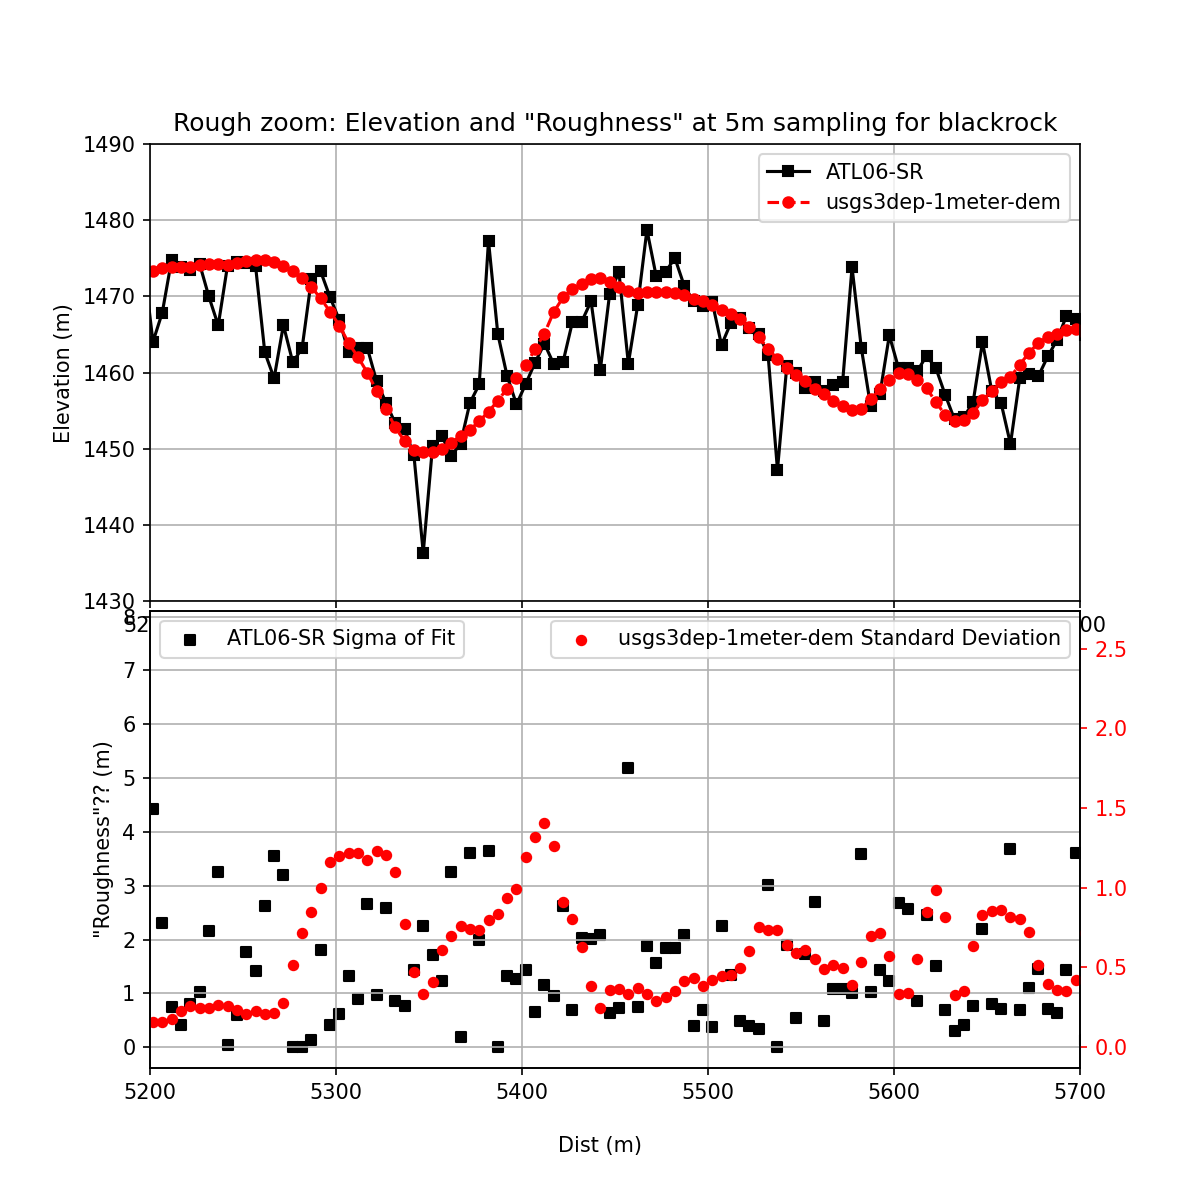 Rough zoom: Elevation and "Roughness" at 5m sampling for blackrock
1490
1480
1470
1460
1450
1440
1430
Elevation (m)
ATL06-SR
usgs3dep-1meter-dem
52
00
8
7
6
5
4
3
2
1
0
"Roughness"?? (m)
ATL06-SR Sigma of Fit
usgs3dep-1meter-dem Standard Deviation
2.5
2.0
1.5
1.0
0.5
0.0
5200 5300 5400 5500 5600 5700
Dist (m)